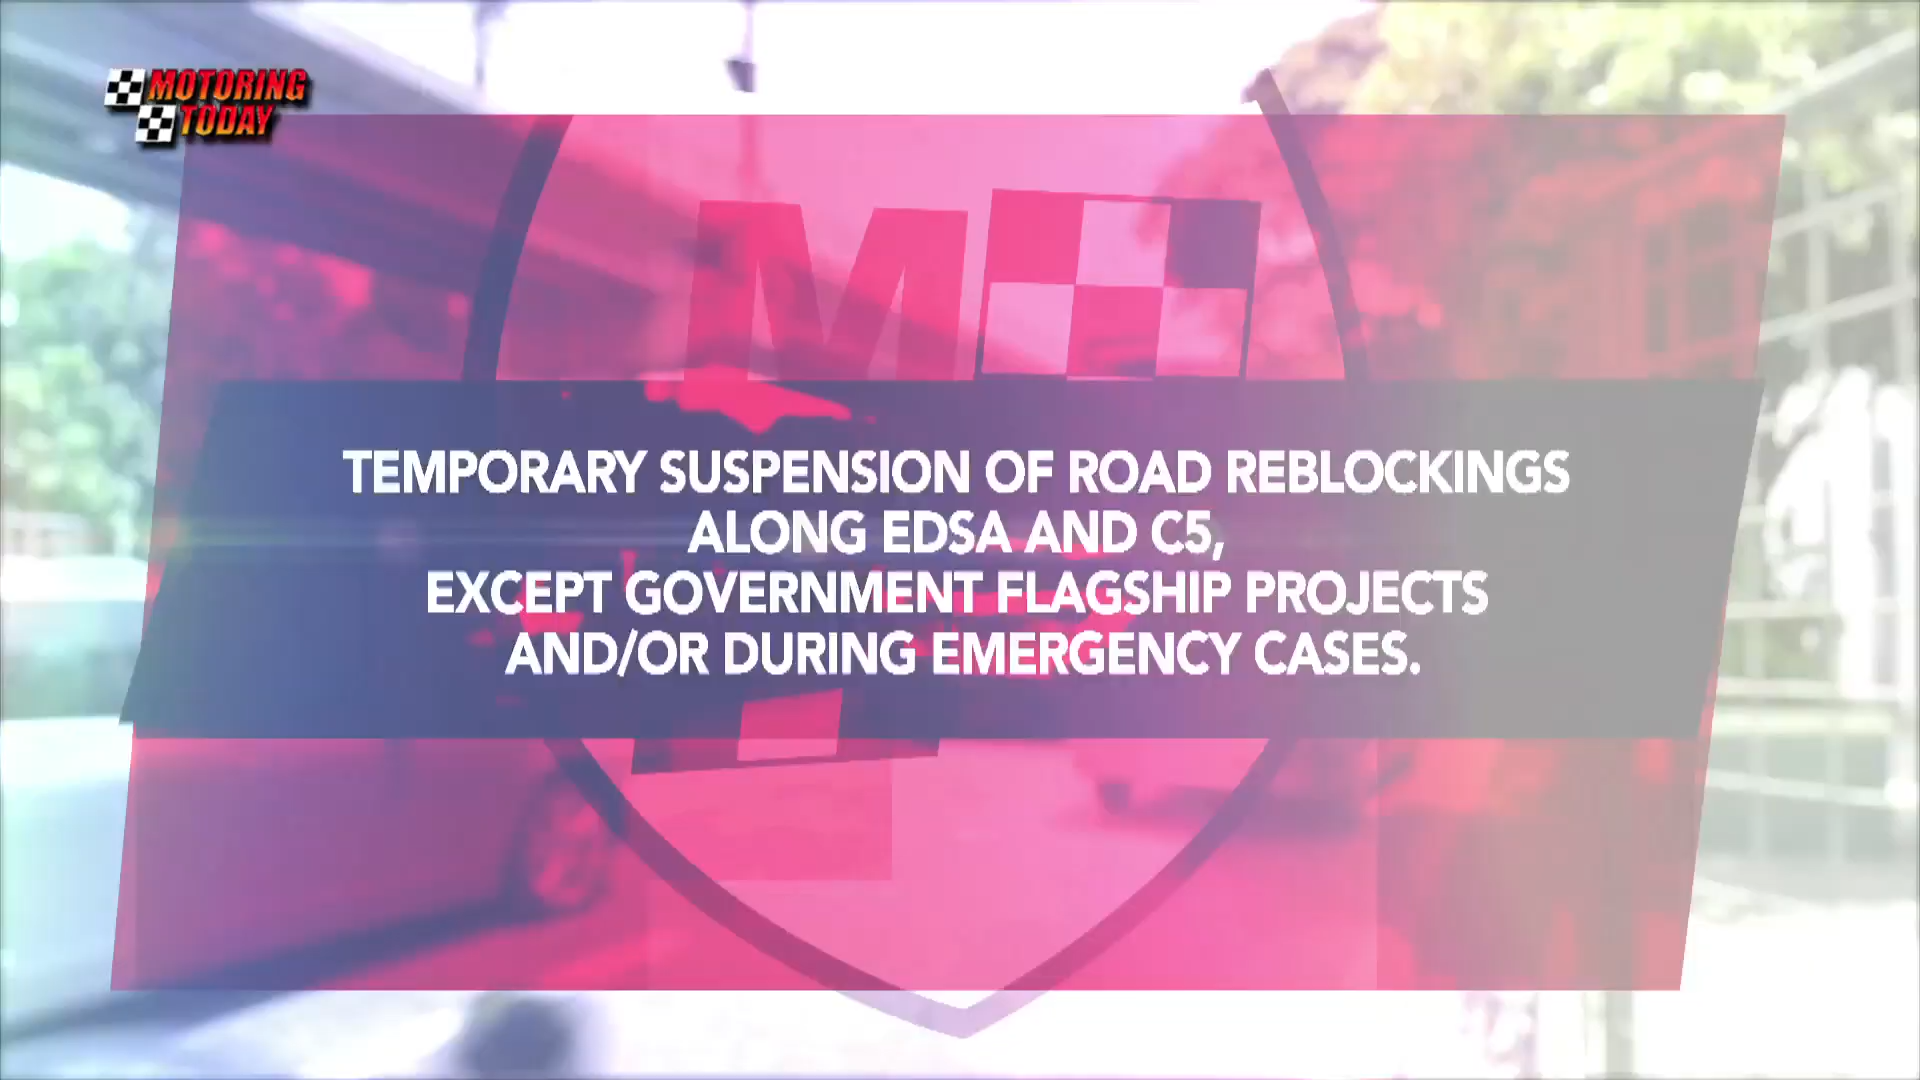 MOTORING
TODAY
M
TEMPORARY SUSPENSION OF ROAD REBLOCKINGS
ALONG EDSA AND C5,
EXCEPT GOVERNMENT FLAGSHIP PROJECTS
AND/OR DURING EMERGENCY CASES.